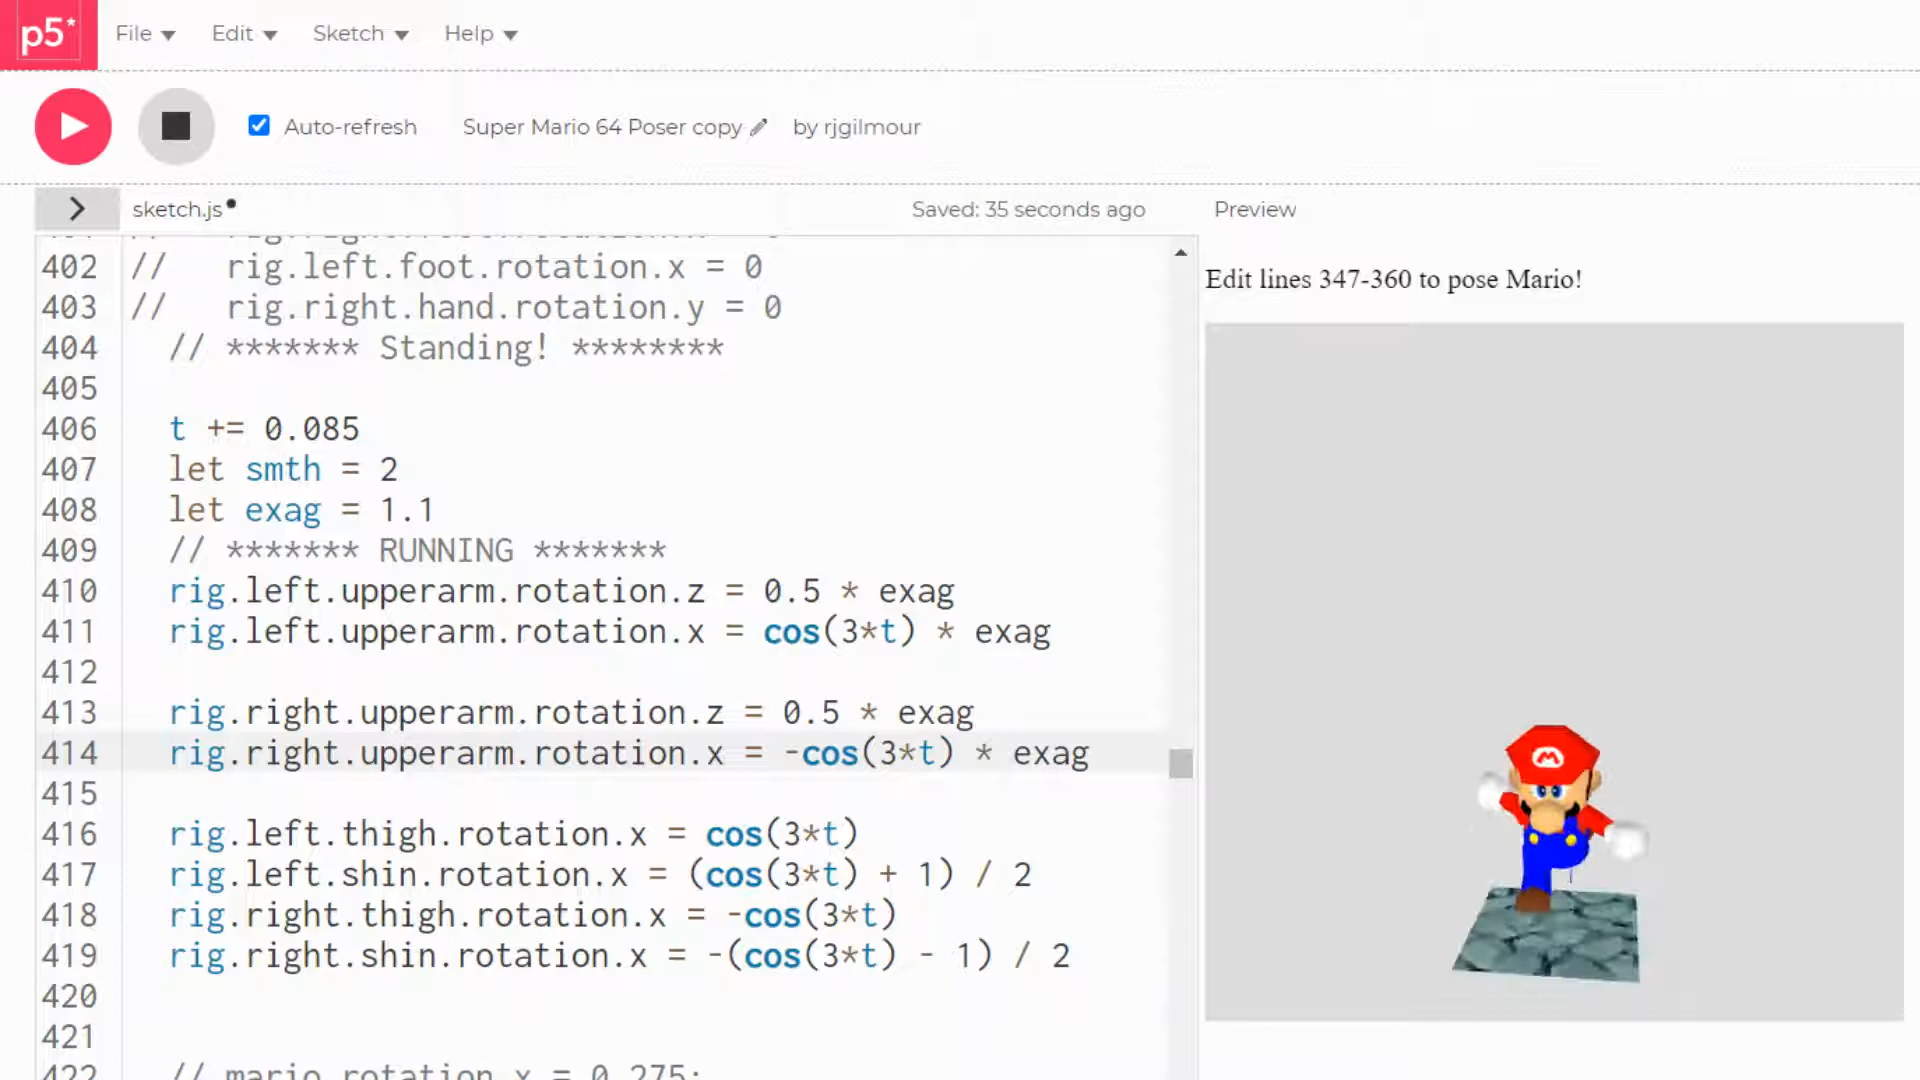 p5*
File Edit Sketch Help
Auto-refresh Super Mario 64 Poser copy by rjgilmour
> sketch.js Saved: 35 seconds ago Preview
402 // rig.left.foot.rotation.x = 0
403 // rig.right.hand.rotation.y = 0
404 // ******* Standing! ********
405
406 t += 0.085
407 let smth = 2
408 let exag = 1.1
409 // ******* RUNNING *******
410 rig.left.upperarm.rotation.z = 0.5 * exag
411 rig.left.upperarm.rotation.x = cos(3*t) * exag
412
413 rig.right.upperarm.rotation.z = 0.5 * exag
414 rig.right.upperarm.rotation.x = -cos(3*t) * exag
415
416 rig.left.thigh.rotation.x = cos(3*t)
417 rig.left.shin.rotation.x = (cos(3*t) + 1) / 2
418 rig.right.thigh.rotation.x = -cos(3*t)
419 rig.right.shin.rotation.x = -(cos(3*t) - 1) / 2
420
421
422 // mario.rotation.x = 0.275;
Edit lines 347-360 to pose Mario!
M